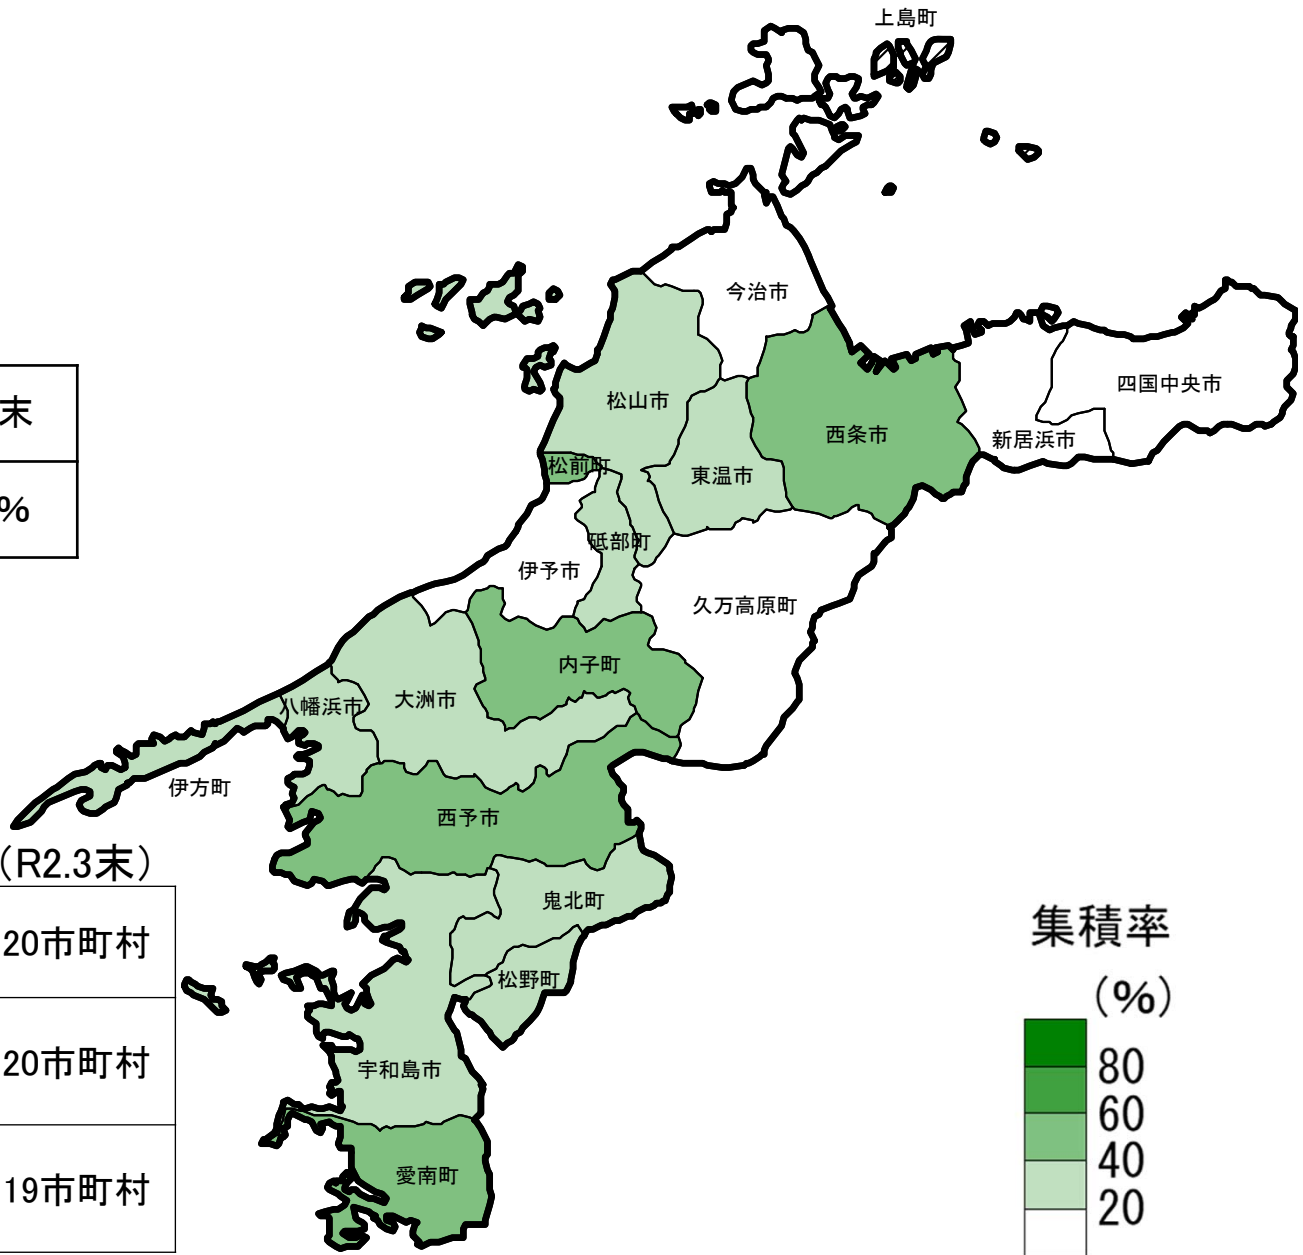 上島町
今治市
末
四国中央市
松山市
西条市
新居浜市
松前町
東温市
%
砥部町
伊予市
久万高原町
内子町
大洲市
八幡浜市
伊方町
西予市
（R2.3末）
鬼北町
集積率
20市町村
松野町
（%）
80
20市町村
宇和島市
60
40
愛南町
19市町村
20